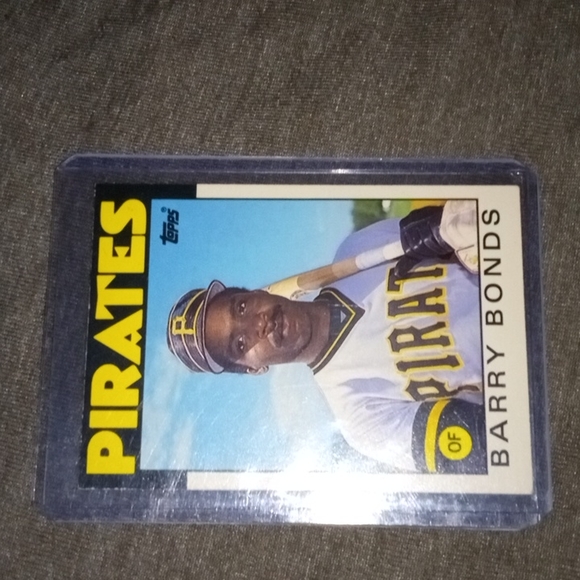 PIRATES
Topps
P
PIRAT
OF
BARRY BONDS